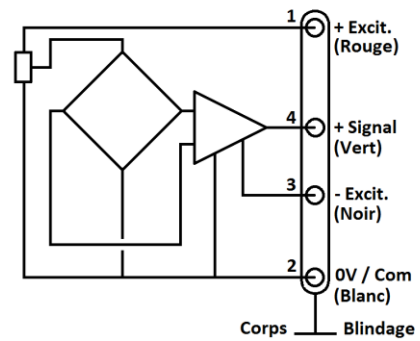 1 + Excit.
(Rouge)
4 + Signal
(Vert)
3 - Excit.
(Noir)
2 0V / Com
(Blanc)
Corps Blindage